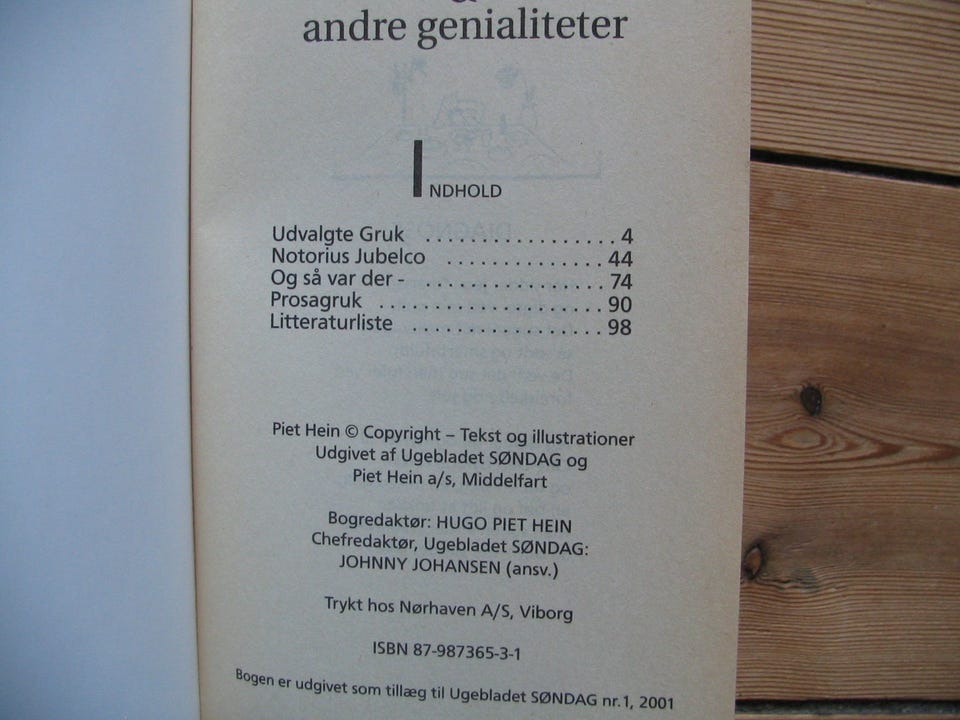 andre genialiteter
INDHOLD
Udvalgte Gruk .................. 4
Notorius Jubelco ............... 44
Og så var der - ................. 74
Prosagruk ..................... 90
Litteraturliste .................. 98
Piet Hein © Copyright – Tekst og illustrationer
Udgivet af Ugebladet SØNDAG og
Piet Hein a/s, Middelfart
Bogredaktør: HUGO PIET HEIN
Chefredaktør, Ugebladet SØNDAG:
JOHNNY JOHANSEN (ansv.)
Trykt hos Nørhaven A/S, Viborg
ISBN 87-987365-3-1
Bogen er udgivet som tillæg til Ugebladet SØNDAG nr.1, 2001